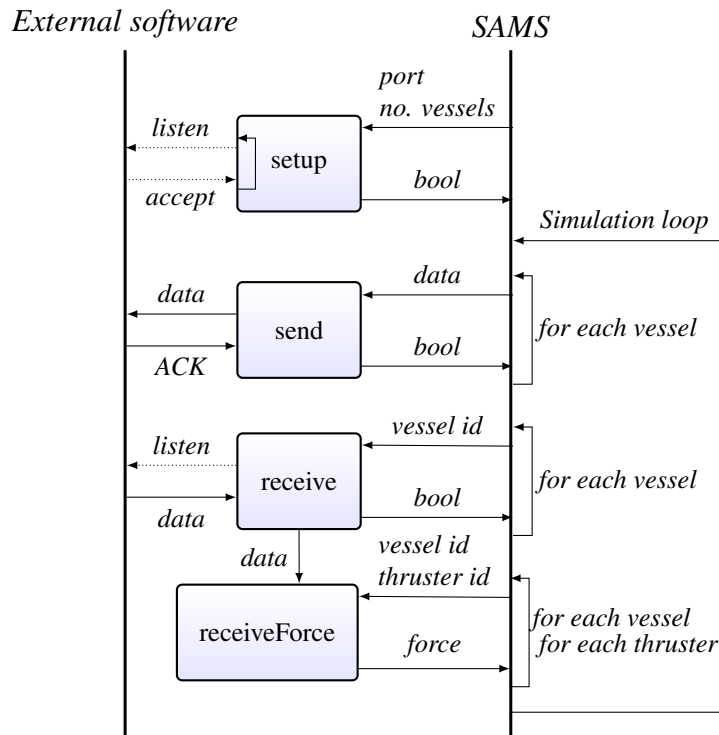 External software
SAMS
port
no. vessels
listen
setup
accept
bool
Simulation loop
data
data
send
for each vessel
ACK
bool
vessel id
listen
receive
for each vessel
data
bool
data
vessel id
thruster id
receiveForce
for each vessel
for each thruster
force